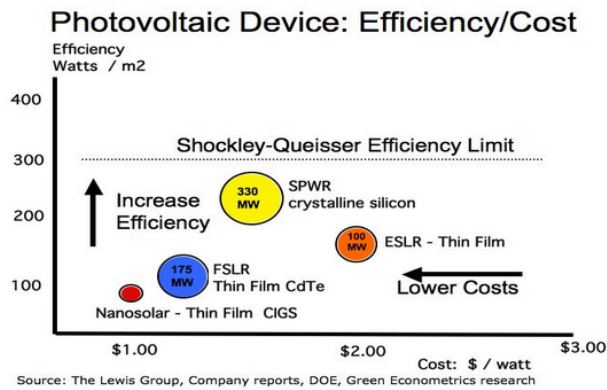 Photovoltaic Device: Efficiency/Cost
Efficiency
Watts / m2
400
Shockley-Queisser Efficiency Limit
300
330
MW
SPWR
crystalline silicon
Increase
Efficiency
200
100
MW
ESLR - Thin Film
175
MW
FSLR
Thin Film CdTe
100
Lower Costs
Nanosolar - Thin Film CIGS
$1.00
$2.00
$3.00
Cost: $ / watt
Source: The Lewis Group, Company reports, DOE, Green Econometrics research